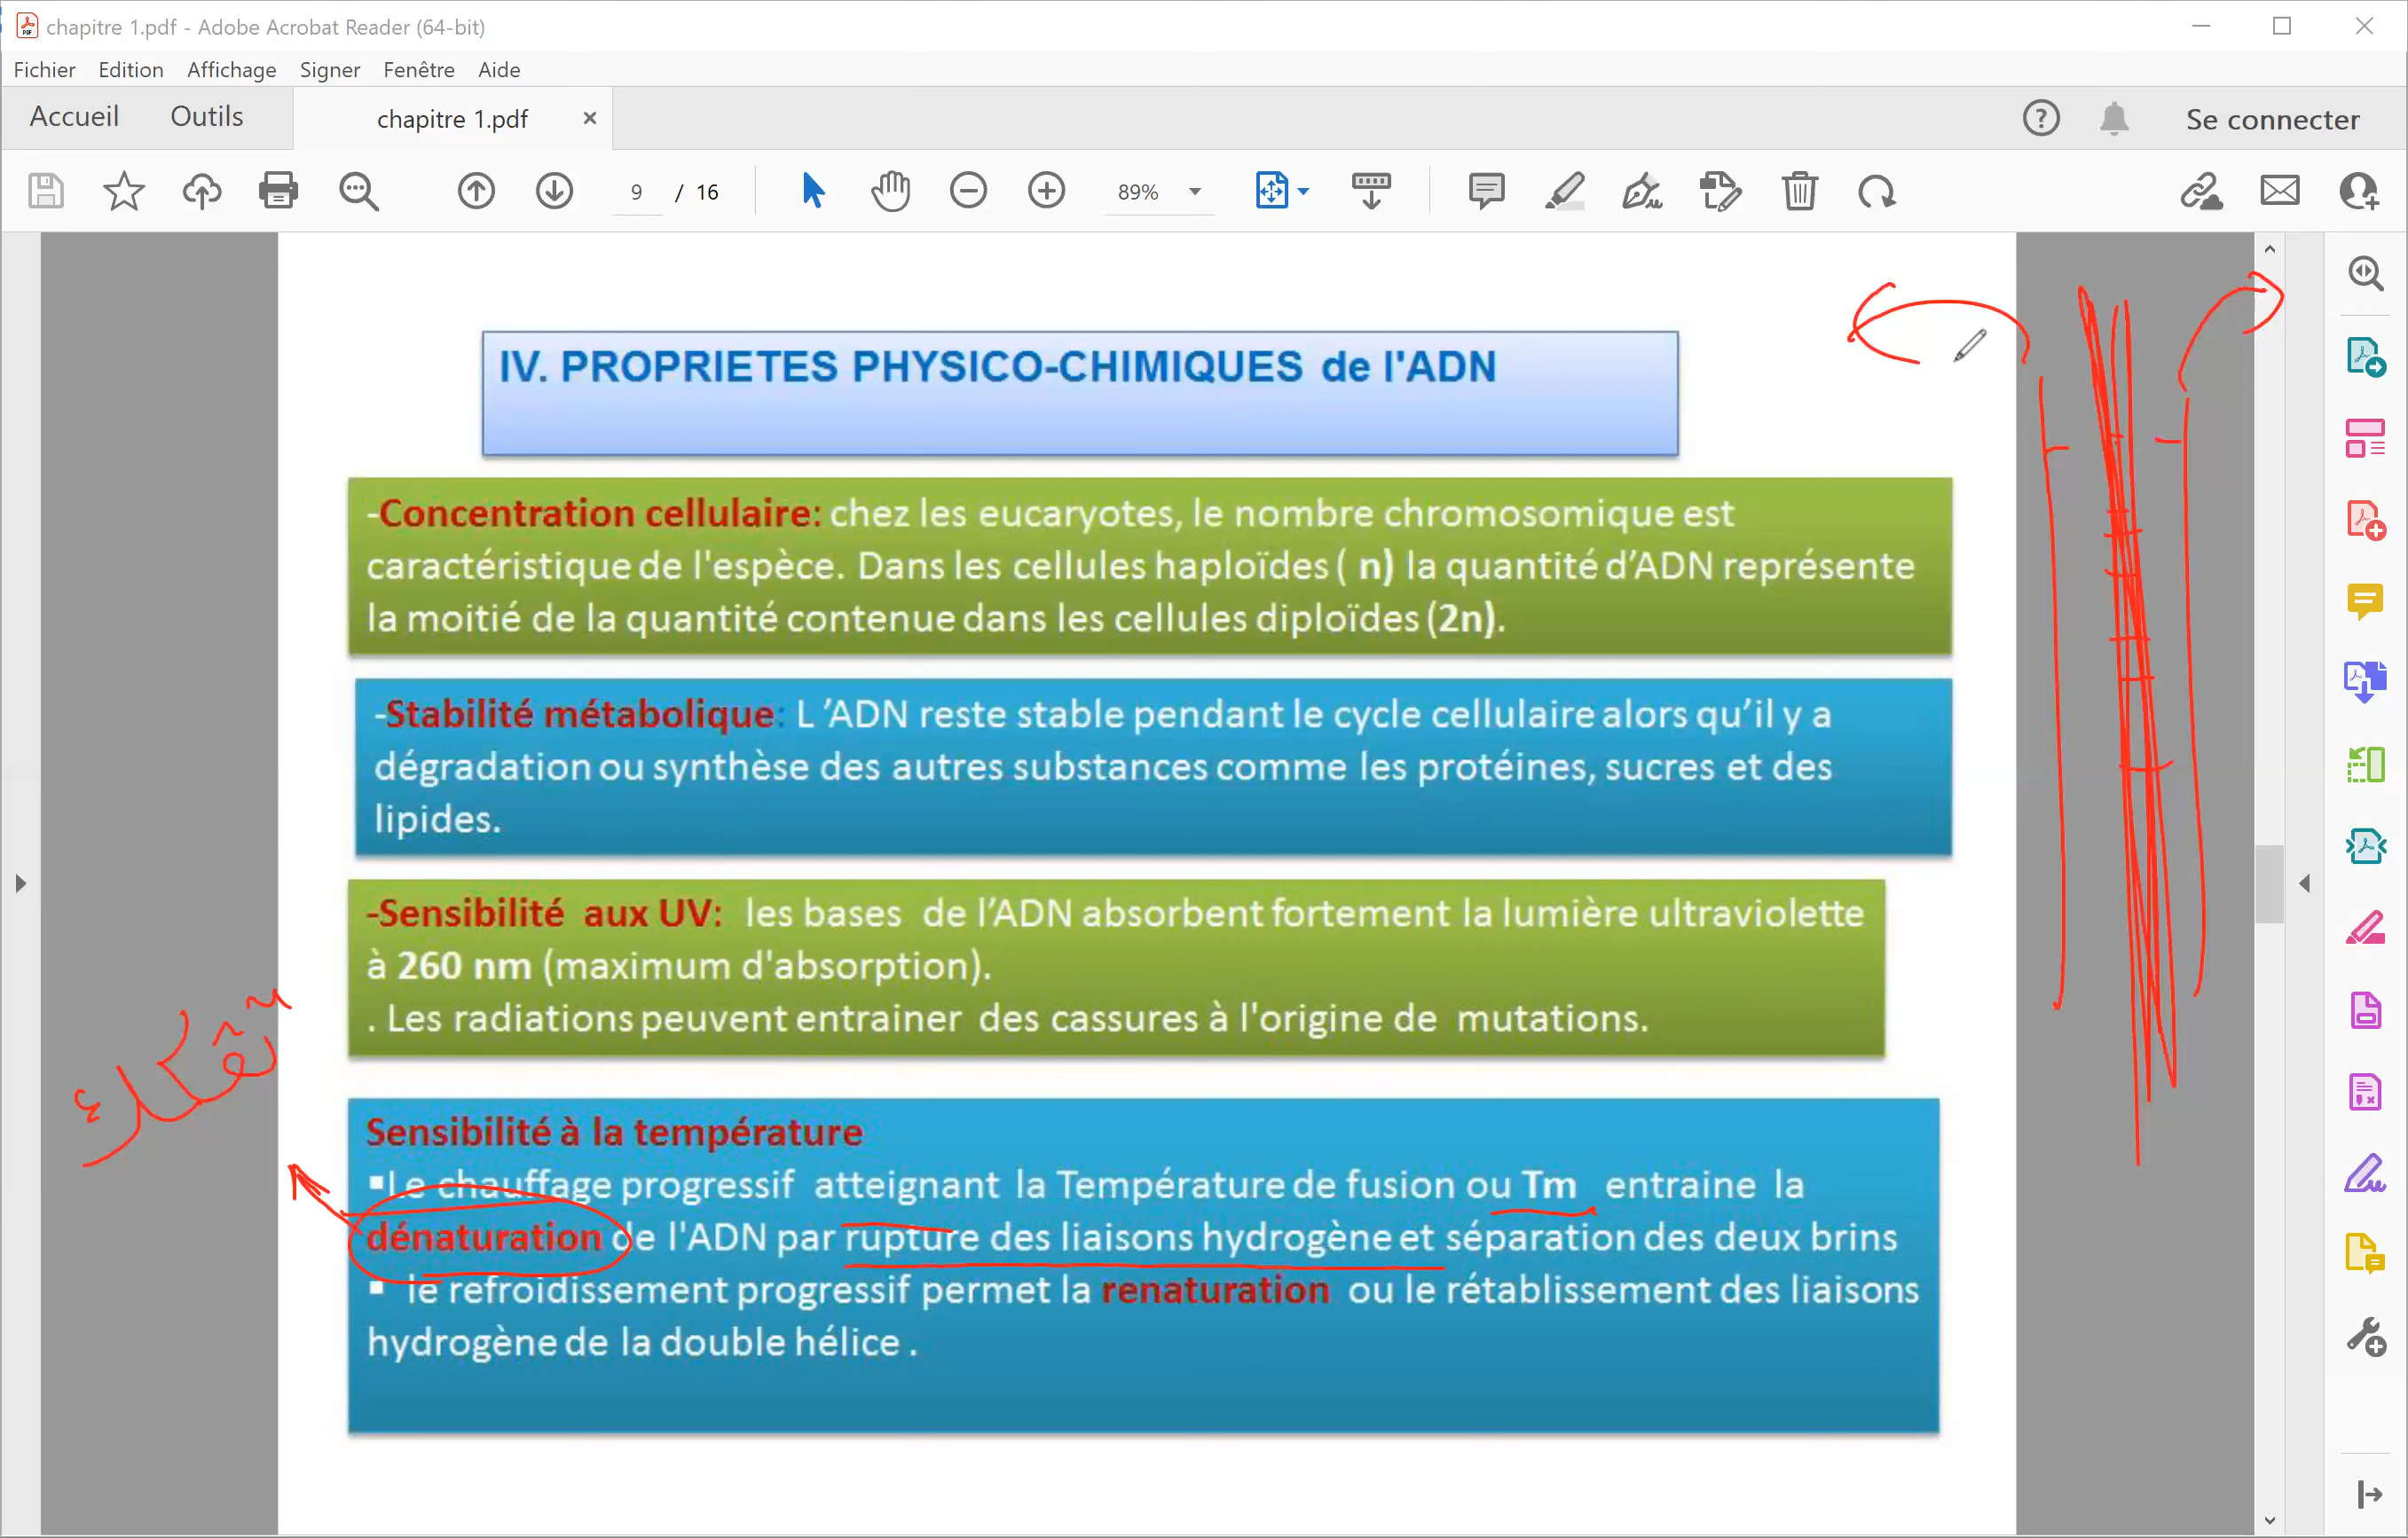 chapitre 1.pdf - Adobe Acrobat Reader (64-bit)
Fichier Edition Affichage Signer Fenêtre Aide
Accueil Outils chapitre 1.pdf × Se connecter
9 / 16 89%
IV. PROPRIETES PHYSICO-CHIMIQUES de l'ADN
-Concentration cellulaire: chez les eucaryotes, le nombre chromosomique est
caractéristique de l'espèce. Dans les cellules haploïdes ( n) la quantité d’ADN représente
la moitié de la quantité contenue dans les cellules diploïdes (2n).
-Stabilité métabolique: L ’ADN reste stable pendant le cycle cellulaire alors qu’il y a
dégradation ou synthèse des autres substances comme les protéines, sucres et des
lipides.
-Sensibilité aux UV: les bases de l’ADN absorbent fortement la lumière ultraviolette
à 260 nm (maximum d'absorption).
. Les radiations peuvent entrainer des cassures à l'origine de mutations.
Sensibilité à la température
▪Le chauffage progressif atteignant la Température de fusion ou Tm entraine la
dénaturation de l'ADN par rupture des liaisons hydrogène et séparation des deux brins
▪ le refroidissement progressif permet la renaturation ou le rétablissement des liaisons
hydrogène de la double hélice .